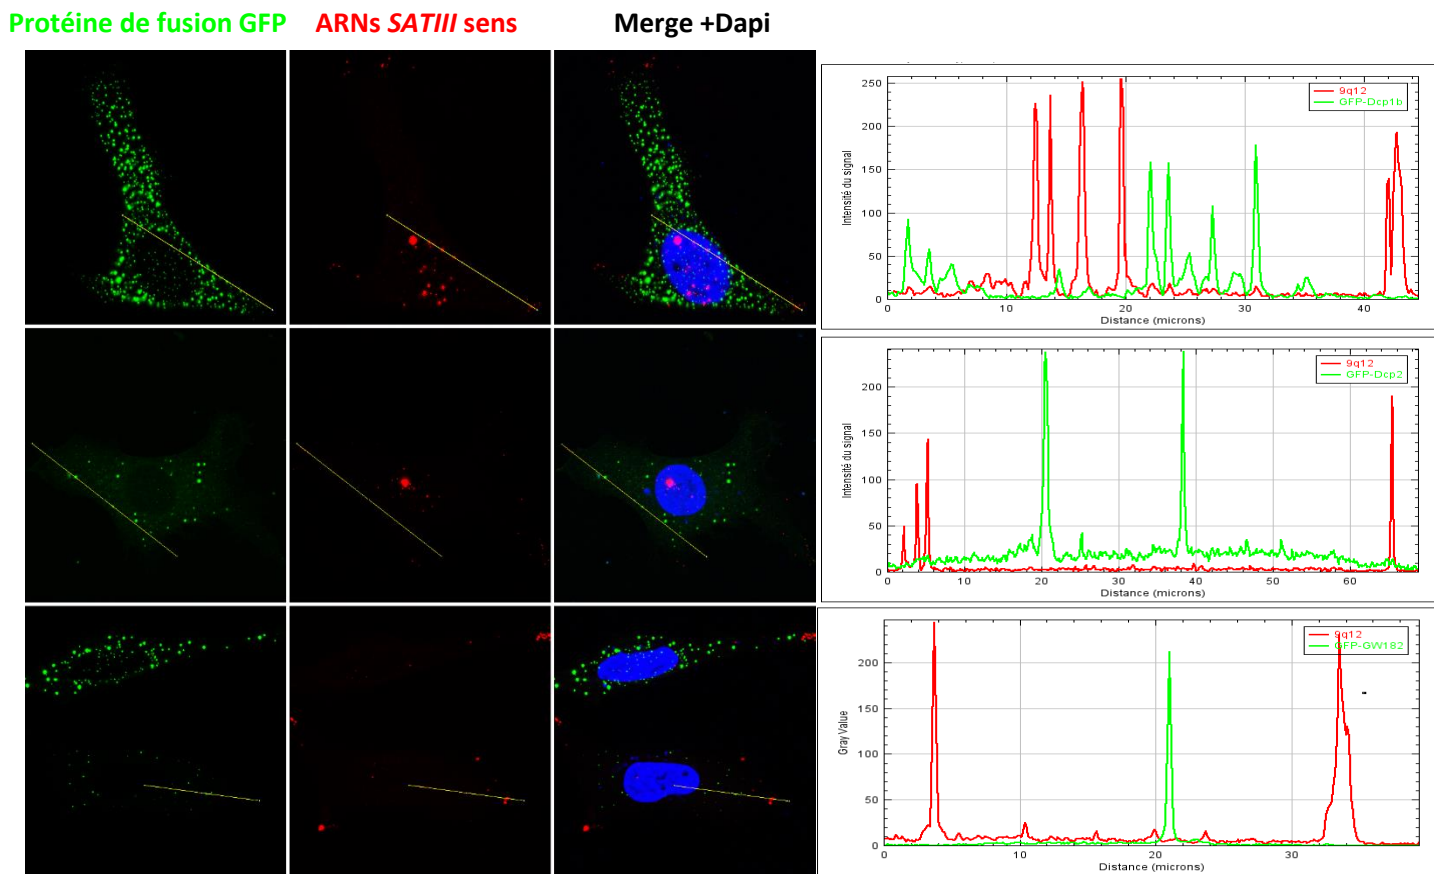 Protéine de fusion GFP
ARNs SATIII sens
Merge +Dapi
250
200
150
100
50
0
Intensité du signal
0
10
20
30
40
Distance (microns)
9q12
GFP-Dcp1b
200
150
100
50
0
Intensité du signal
0
10
20
30
40
50
60
Distance (microns)
9q12
GFP-Dcp2
200
150
100
50
0
Gray Value
0
10
20
30
Distance (microns)
9q12
GFP-GW182